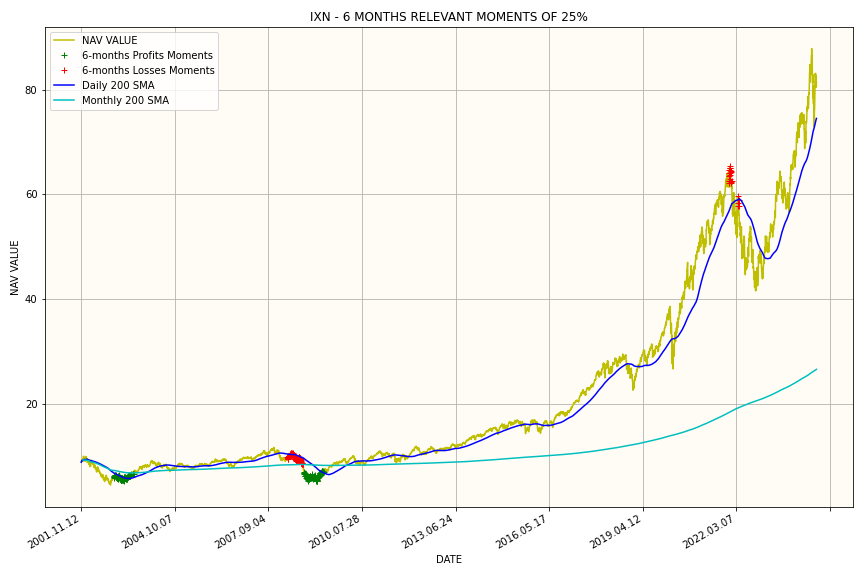 IXN - 6 MONTHS RELEVANT MOMENTS OF 25%
NAV VALUE
6-months Profits Moments
6-months Losses Moments
Daily 200 SMA
Monthly 200 SMA
NAV VALUE
80
60
40
20
2001.11.12
2004.10.07
2007.09.04
2010.07.28
2013.06.24
2016.05.17
2019.04.12
2022.03.07
DATE